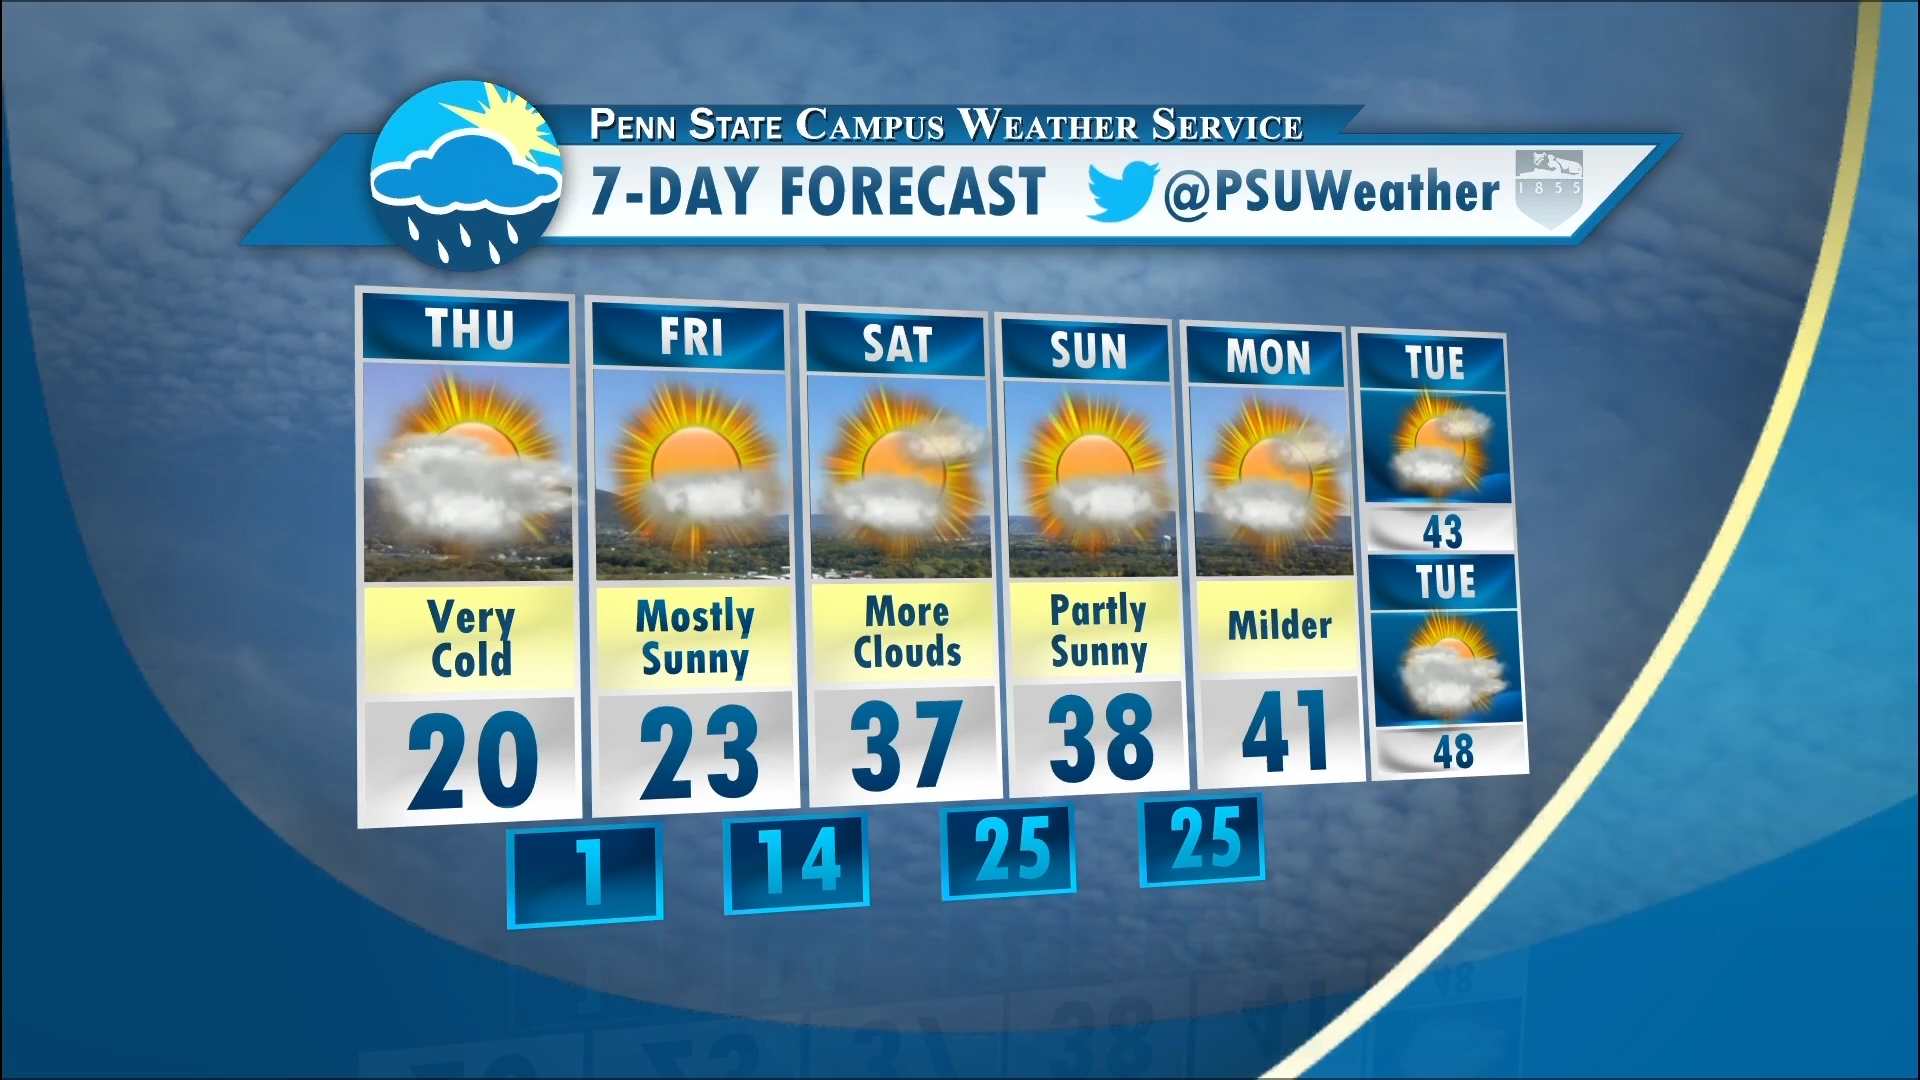 PENN STATE CAMPUS WEATHER SERVICE
7-DAY FORECAST @PSUWeather
1855
THU
FRI
SAT
SUN
MON
TUE
43
TUE
48
Very
Cold
Mostly
Sunny
More
Clouds
Partly
Sunny
Milder
20
23
37
38
41
1
14
25
25